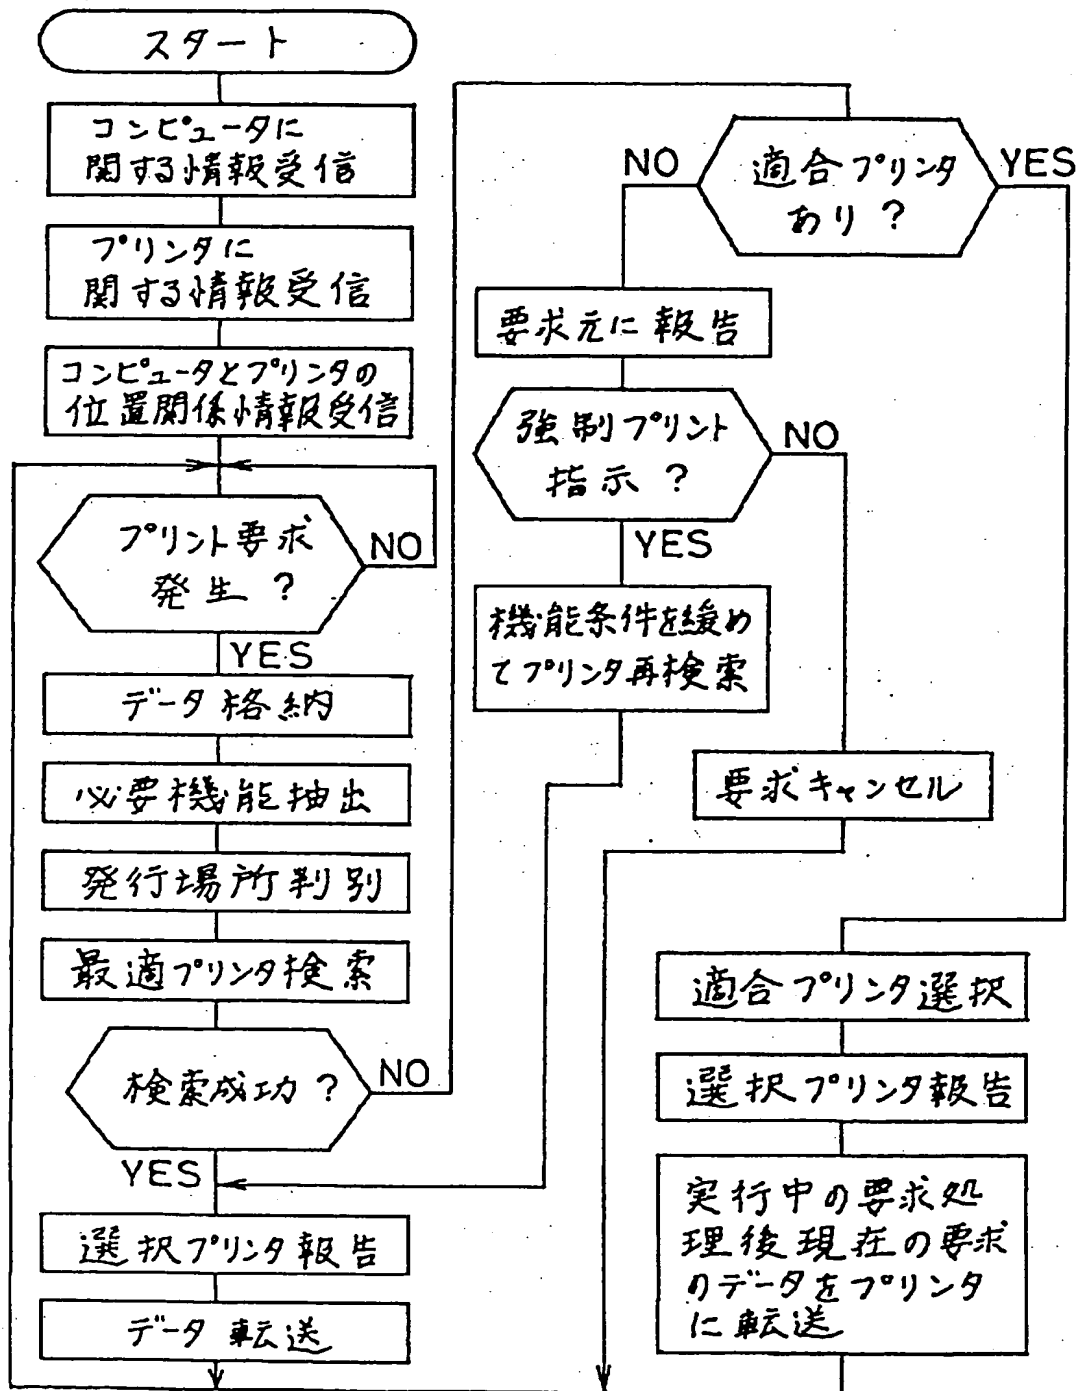 スタート
コンピュータに
関する情報受信
プリンタに
関する情報受信
コンピュータとプリンタの
位置関係情報受信
プリント要求
発生?
NO
YES
データ格納
必要機能抽出
発行場所判別
最適プリンタ検索
検索成功?
NO
YES
選択プリンタ報告
データ転送
適合プリンタ
あり?
NO
YES
要求元に報告
強制プリント
指示?
NO
YES
機能条件を緩め
てプリンタ再検索
要求キャンセル
適合プリンタ選択
選択プリンタ報告
実行中の要求処
理後現在の要求
のデータをプリンタ
に転送